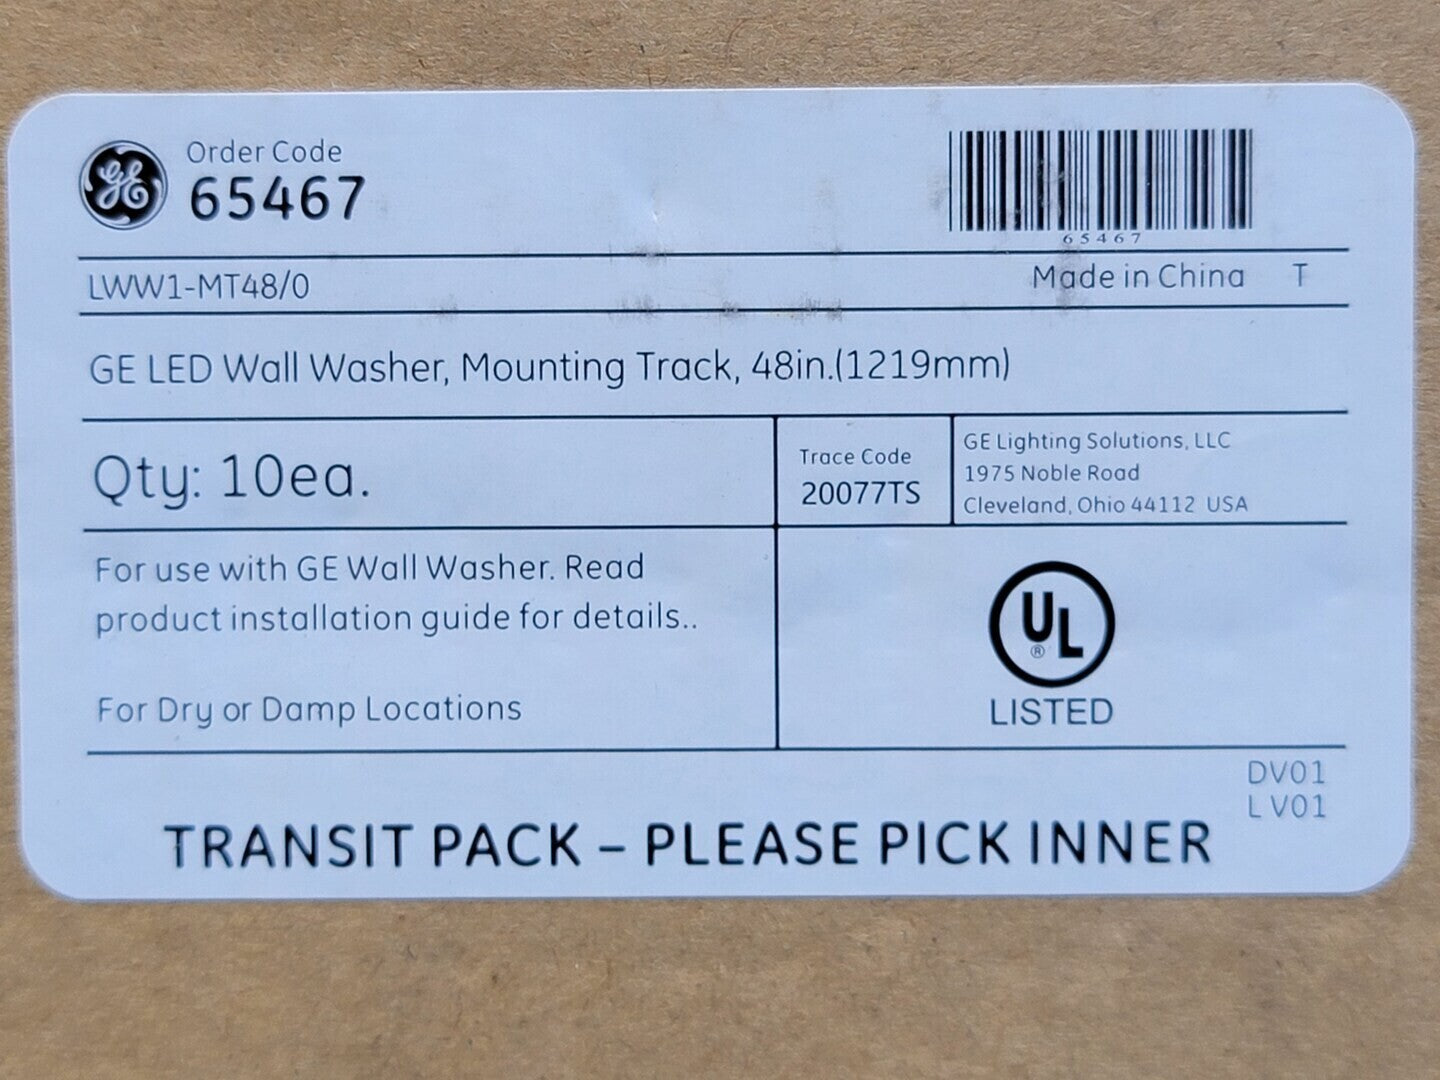 GE
Order Code
65467
65467
LWW1-MT48/0
Made in China T
GE LED Wall Washer, Mounting Track, 48in.(1219mm)
Qty: 10ea.
Trace Code
20077TS
GE Lighting Solutions, LLC
1975 Noble Road
Cleveland, Ohio 44112 USA
For use with GE Wall Washer. Read
product installation guide for details..
For Dry or Damp Locations
UL
®
LISTED
DV01
LV01
TRANSIT PACK – PLEASE PICK INNER